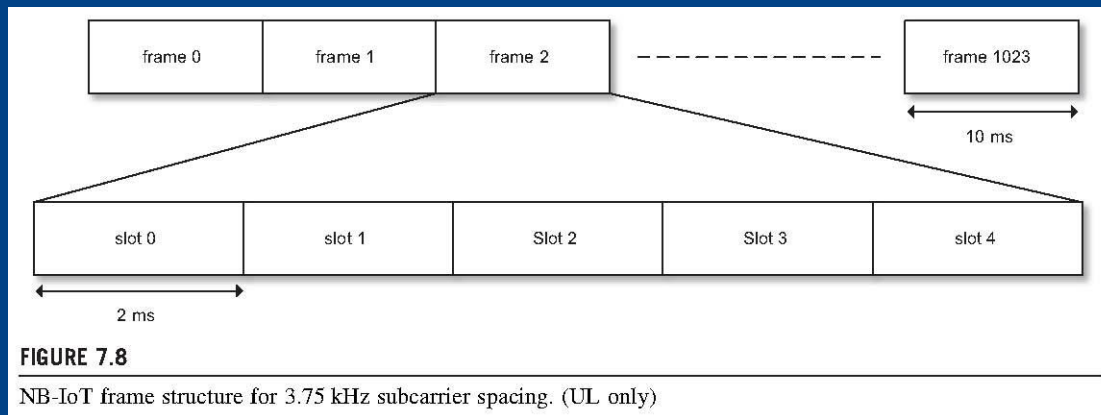 frame 0 frame 1 frame 2 frame 1023
10 ms
slot 0 slot 1 Slot 2 Slot 3 slot 4
2 ms
FIGURE 7.8
NB-IoT frame structure for 3.75 kHz subcarrier spacing. (UL only)